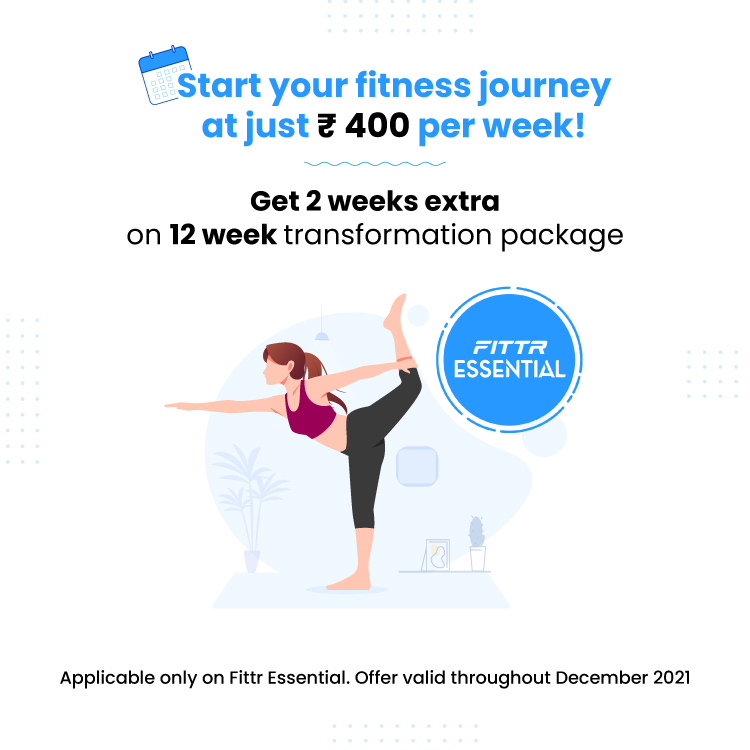 Start your fitness journey
at just ₹ 400 per week!
Get 2 weeks extra
on 12 week transformation package
FITTR
ESSENTIAL
Applicable only on Fittr Essential. Offer valid throughout December 2021